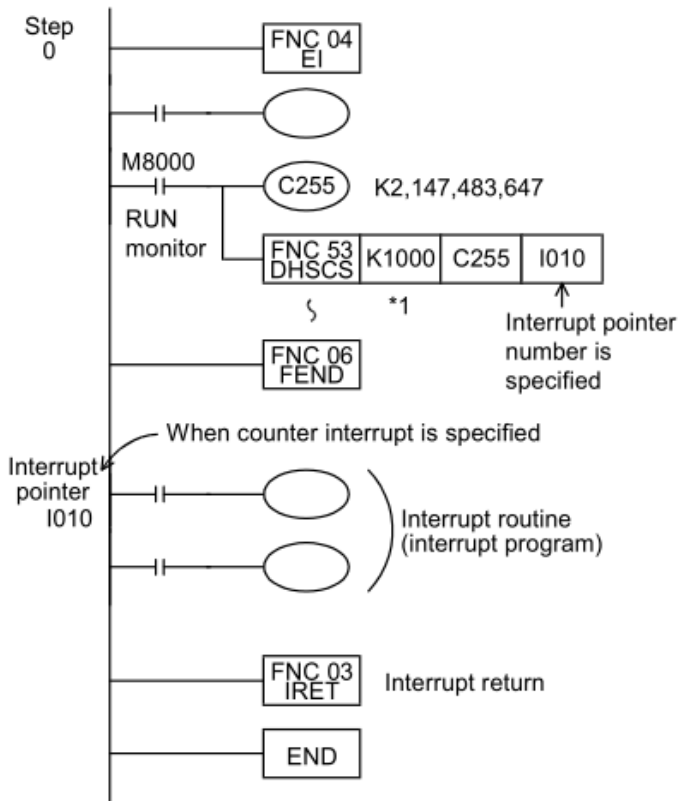 Step
0
FNC 04
EI
M8000
C255
K2,147,483,647
RUN
monitor
FNC 53
DHSCS
K1000
C255
I010
*1
Interrupt pointer
number is
specified
FNC 06
FEND
When counter interrupt is specified
Interrupt
pointer
I010
Interrupt routine
(interrupt program)
FNC 03
IRET
Interrupt return
END